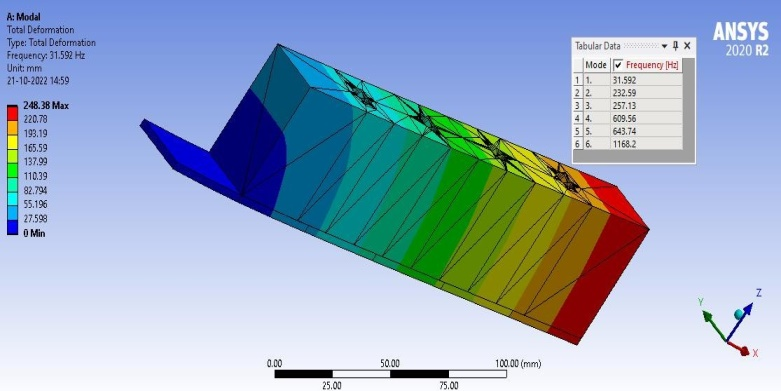 A: Modal
Total Deformation
Type: Total Deformation
Frequency: 31.592 Hz
Unit: mm
21-10-2022 14:59
248.38 Max
220.78
193.19
165.59
137.99
110.39
82.794
55.196
27.598
0 Min
Tabular Data
Mode Frequency [Hz]
1 1. 31.592
2 2. 232.59
3 3. 257.13
4 4. 609.56
5 5. 643.74
6 6. 1168.2
ANSYS
2020 R2
0.00 50.00 100.00 (mm)
25.00 75.00
Y
Z
X